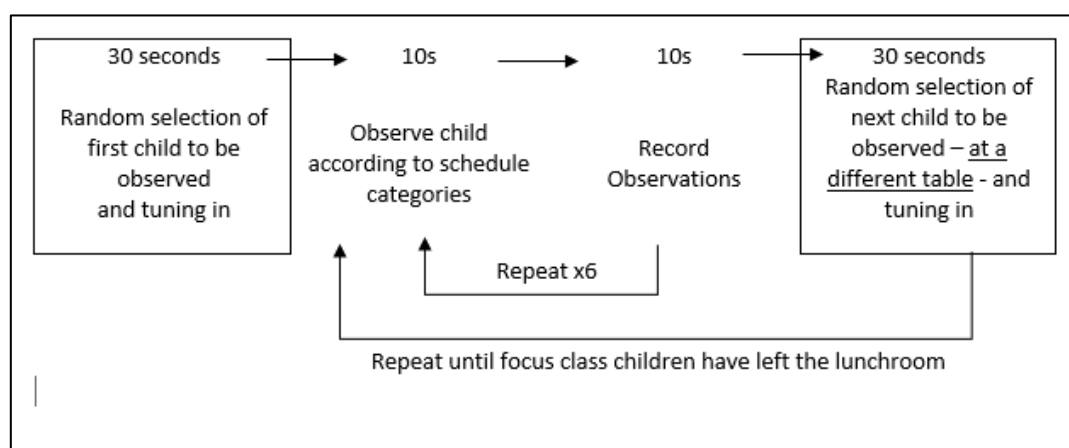 30 seconds
Random selection of
first child to be
observed
and tuning in
10s
Observe child
according to schedule
categories
10s
Record
Observations
30 seconds
Random selection of
next child to be
observed – at a
different table - and
tuning in
Repeat x6
Repeat until focus class children have left the lunchroom